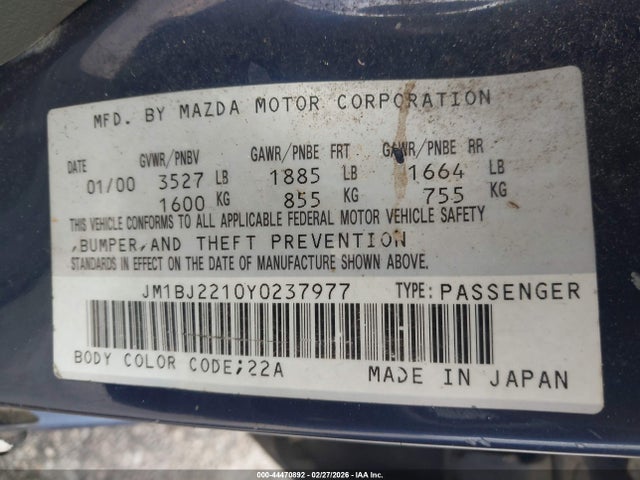 MFD. BY MAZDA MOTOR CORPORATION
DATE GVWR/PNBV GAWR/PNBE FRT GAWR/PNBE RR
01/00 3527 LB 1885 LB 1664 LB
1600 KG 855 KG 755 KG
THIS VEHICLE CONFORMS TO ALL APPLICABLE FEDERAL MOTOR VEHICLE SAFETY
,BUMPER,AND THEFT PREVENTION
STANDARDS IN EFFECT ON THE DATE OF MANUFACTURE SHOWN ABOVE.
JM1BJ2210Y0237977 TYPE: PASSENGER
BODY COLOR CODE;22A MADE IN JAPAN
000-44470892 - 02/27/2026 - IAA Inc.